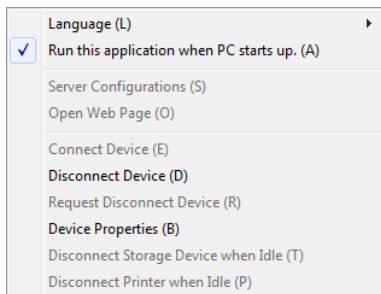 Language (L)
Run this application when PC starts up. (A)
Server Configurations (S)
Open Web Page (O)
Connect Device (E)
Disconnect Device (D)
Request Disconnect Device (R)
Device Properties (B)
Disconnect Storage Device when Idle (T)
Disconnect Printer when Idle (P)